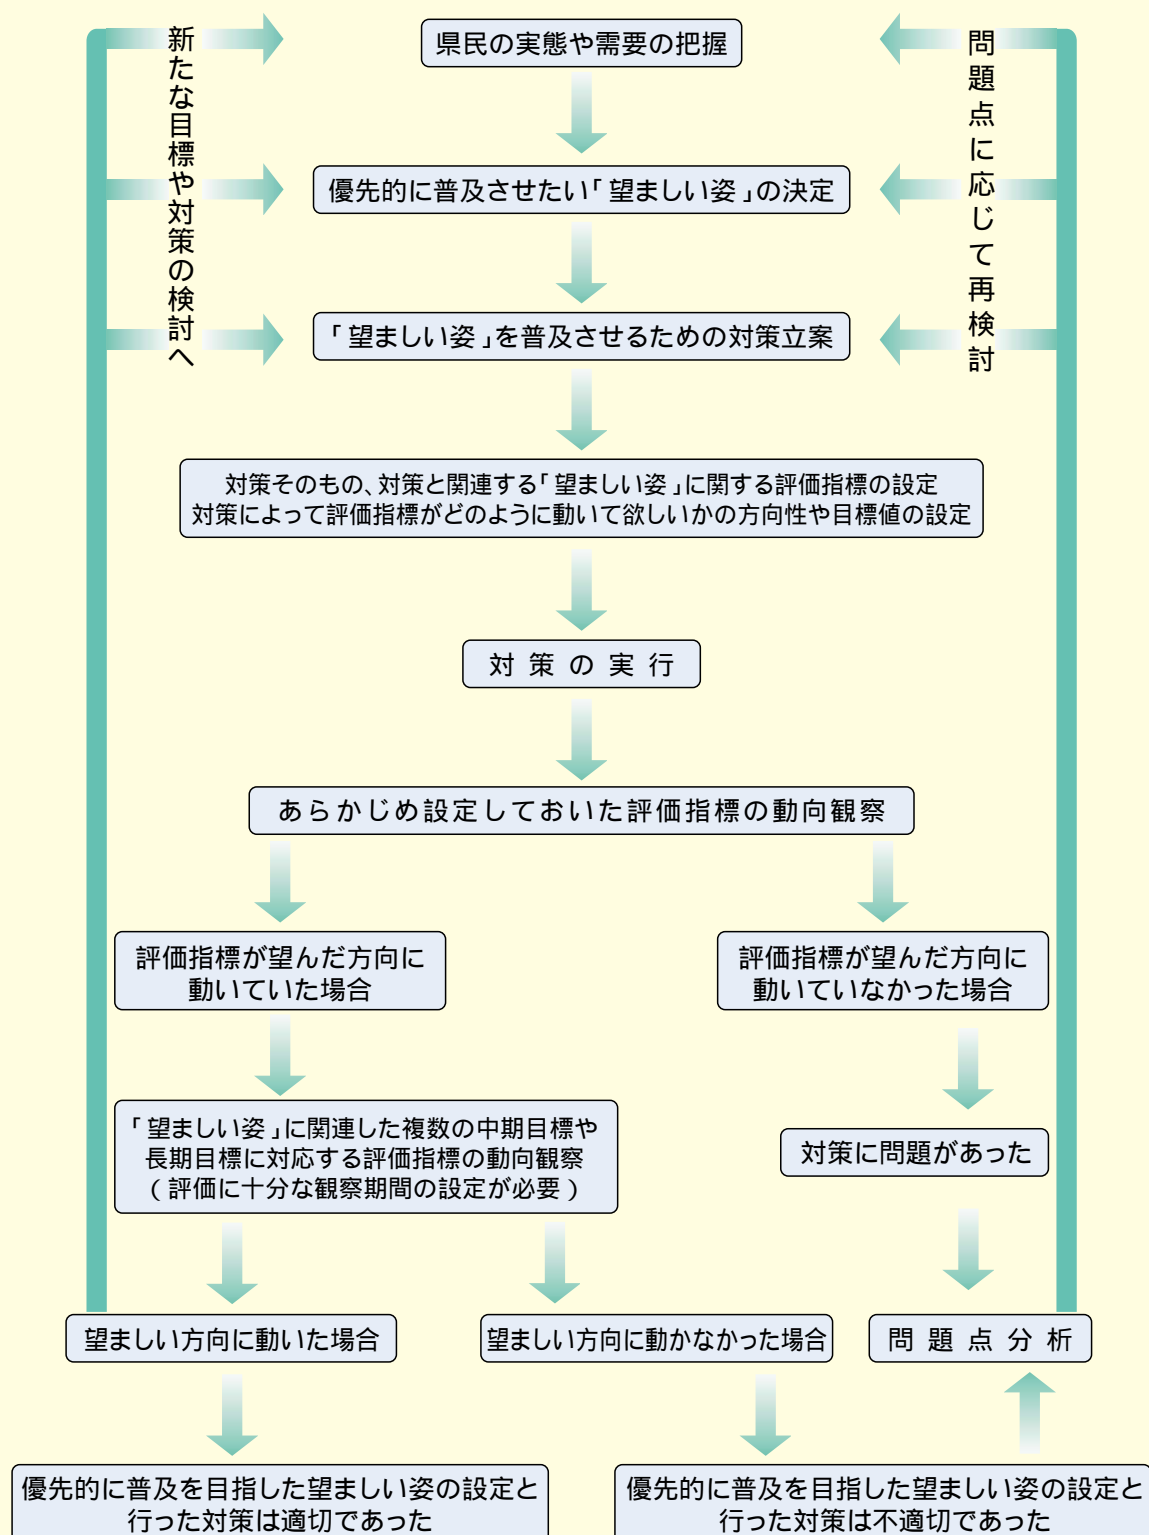 県民の実態や需要の把握
新たな目標や対策の検討へ
問題点に応じて再検討
優先的に普及させたい「望ましい姿」の決定
「望ましい姿」を普及させるための対策立案
対策そのもの、対策と関連する「望ましい姿」に関する評価指標の設定
対策によって評価指標がどのように動いて欲しいかの方向性や目標値の設定
対策の実行
あらかじめ設定しておいた評価指標の動向観察
評価指標が望んだ方向に
動いていた場合
評価指標が望んだ方向に
動いていなかった場合
「望ましい姿」に関連した複数の中期目標や
長期目標に対応する評価指標の動向観察
(評価に十分な観察期間の設定が必要)
対策に問題があった
望ましい方向に動いた場合
望ましい方向に動かなかった場合
問題点分析
優先的に普及を目指した望ましい姿の設定と
行った対策は適切であった
優先的に普及を目指した望ましい姿の設定と
行った対策は不適切であった